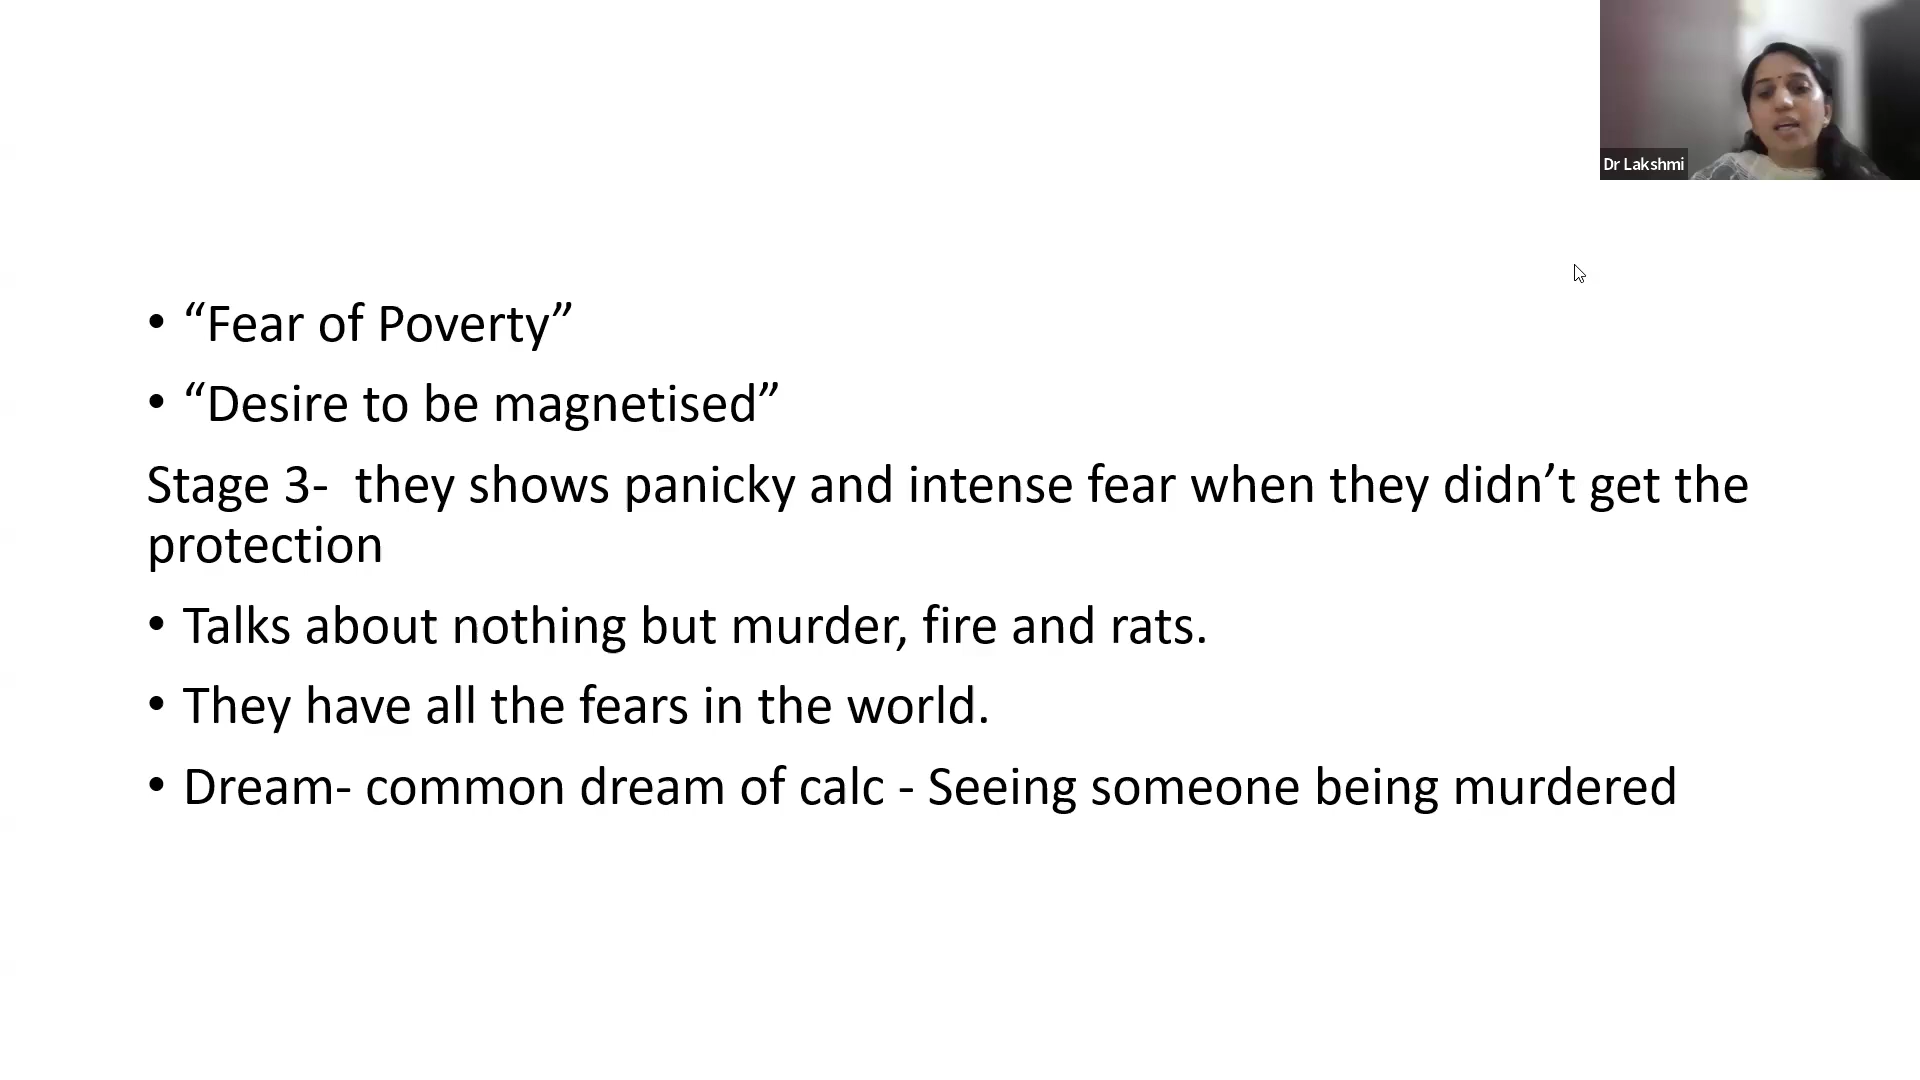 Dr Lakshmi
• “Fear of Poverty”
• “Desire to be magnetised”
Stage 3-  they shows panicky and intense fear when they didn’t get the
protection
• Talks about nothing but murder, fire and rats.
• They have all the fears in the world.
• Dream- common dream of calc - Seeing someone being murdered